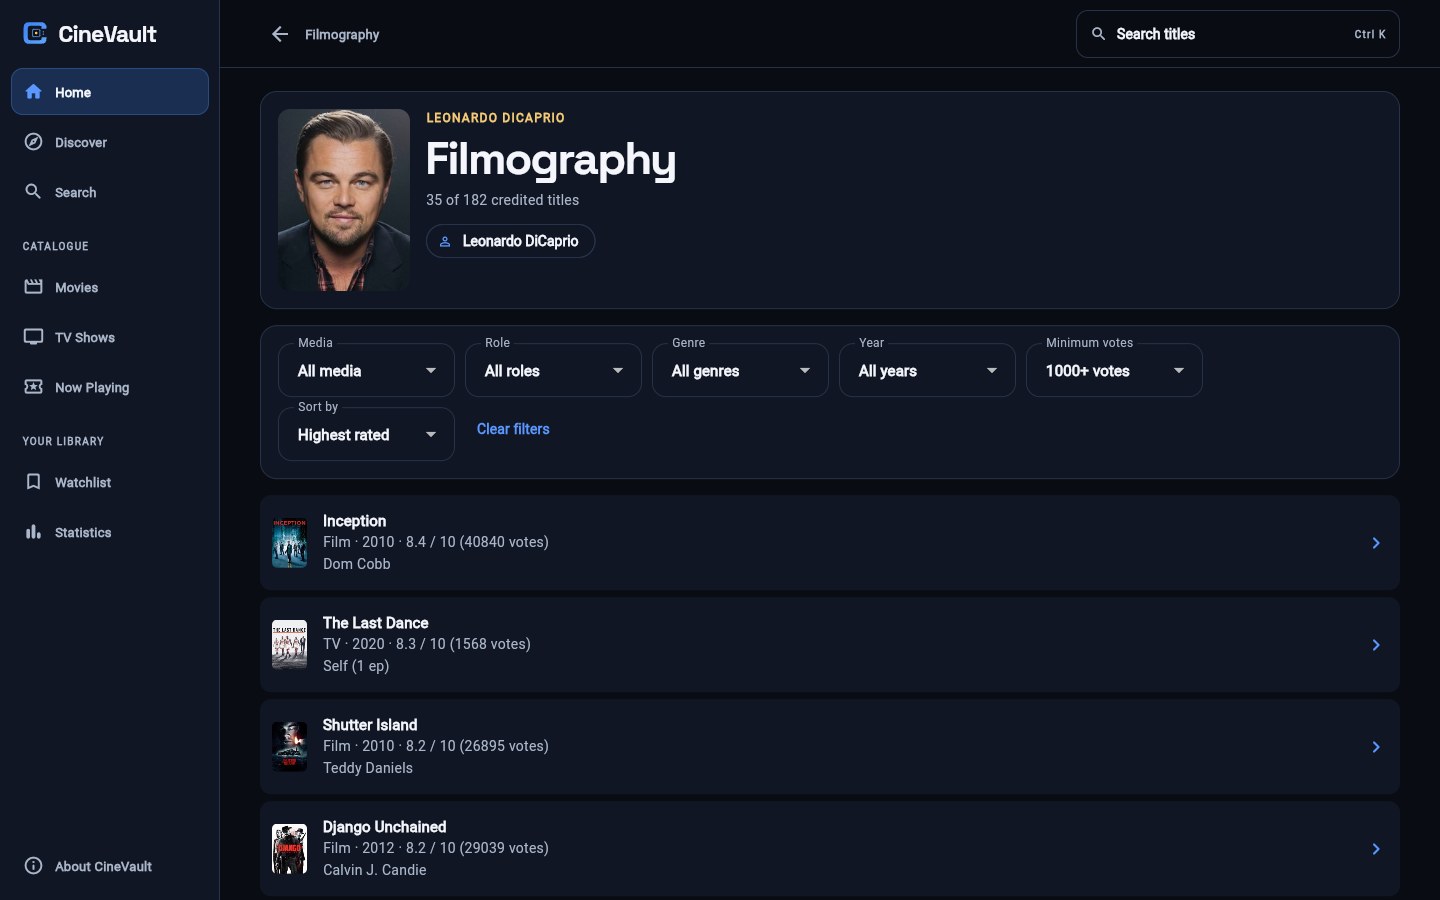 CineVault
Filmography
Search titles
Ctrl K
Home
Discover
Search
CATALOGUE
Movies
TV Shows
Now Playing
YOUR LIBRARY
Watchlist
Statistics
About CineVault
LEONARDO DICAPRIO
Filmography
35 of 182 credited titles
Leonardo DiCaprio
Media
All media
Role
All roles
Genre
All genres
Year
All years
Minimum votes
1000+ votes
Sort by
Highest rated
Clear filters
INCEPTION
Inception
Film · 2010 · 8.4 / 10 (40840 votes)
Dom Cobb
THE LAST DANCE
The Last Dance
TV · 2020 · 8.3 / 10 (1568 votes)
Self (1 ep)
Shutter Island
Film · 2010 · 8.2 / 10 (26895 votes)
Teddy Daniels
DJANGO
Django Unchained
Film · 2012 · 8.2 / 10 (29039 votes)
Calvin J. Candie